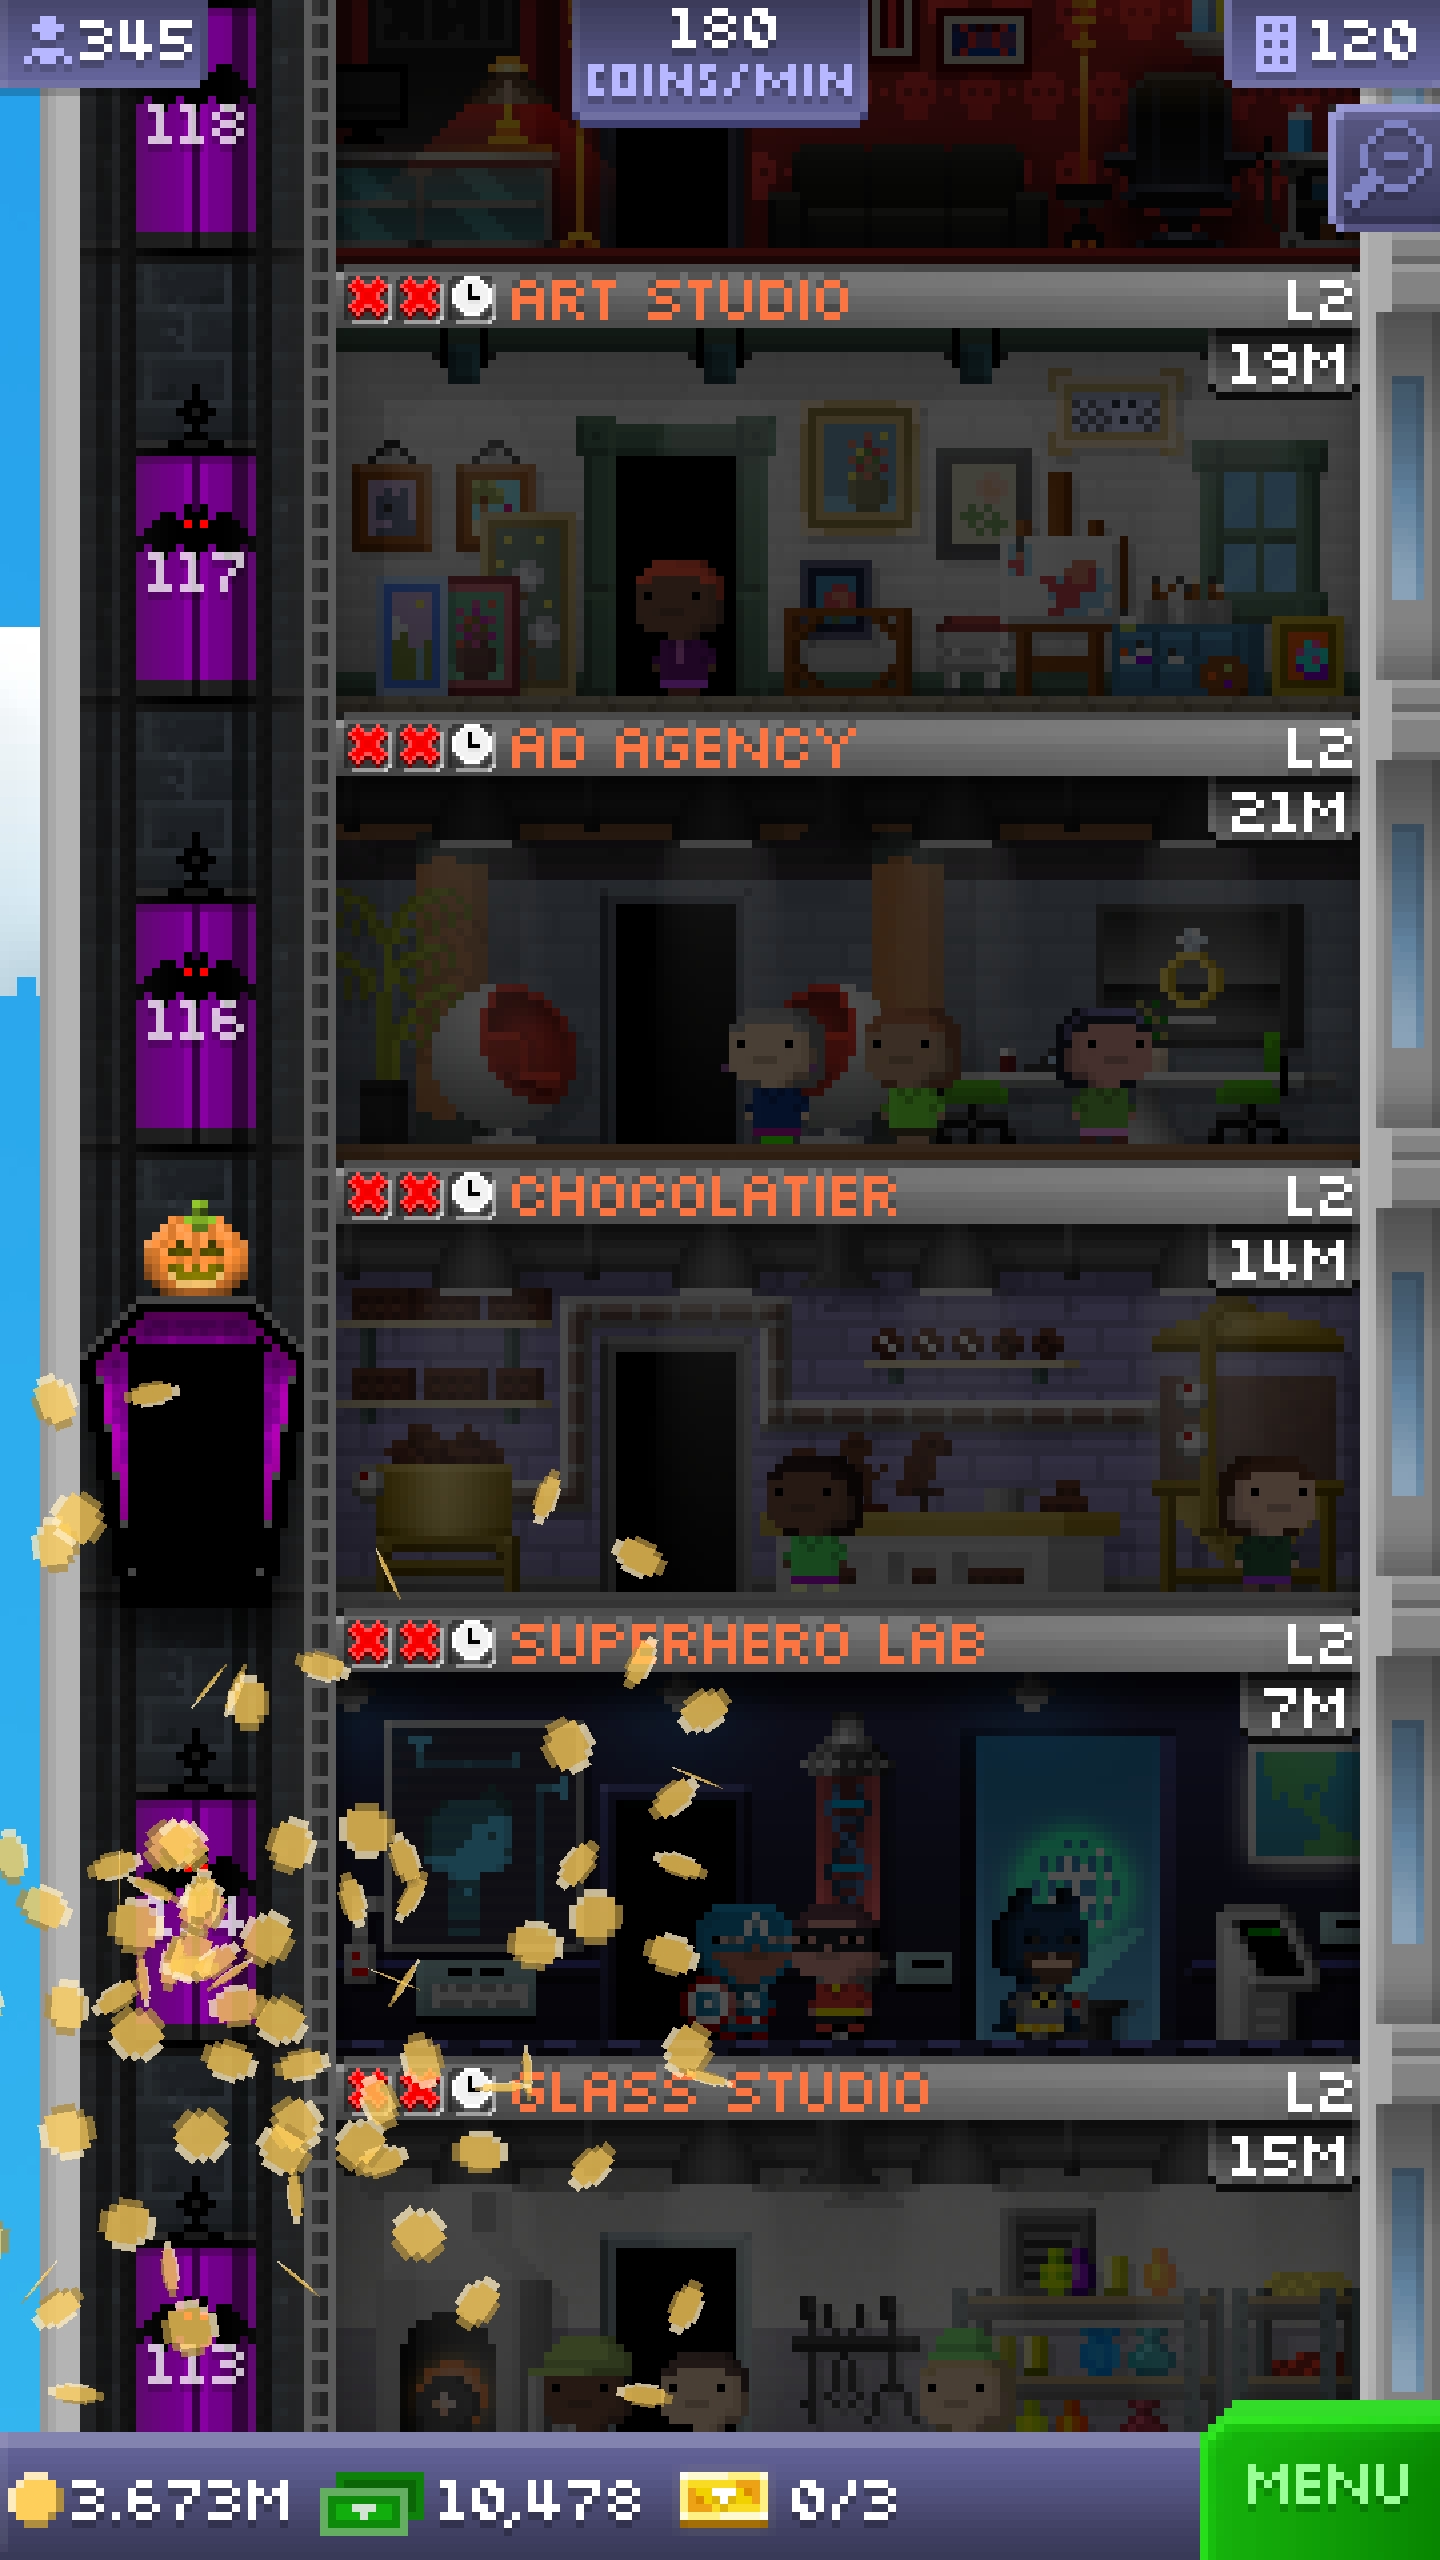 345
180
COINS/MIN
120
118
ART STUDIO L2
19M
117
AD AGENCY L2
21M
116
CHOCOLATIER L2
14M
SUPERHERO LAB L2
7M
GLASS STUDIO L2
15M
113
3.673M 10,478 0/3 MENU